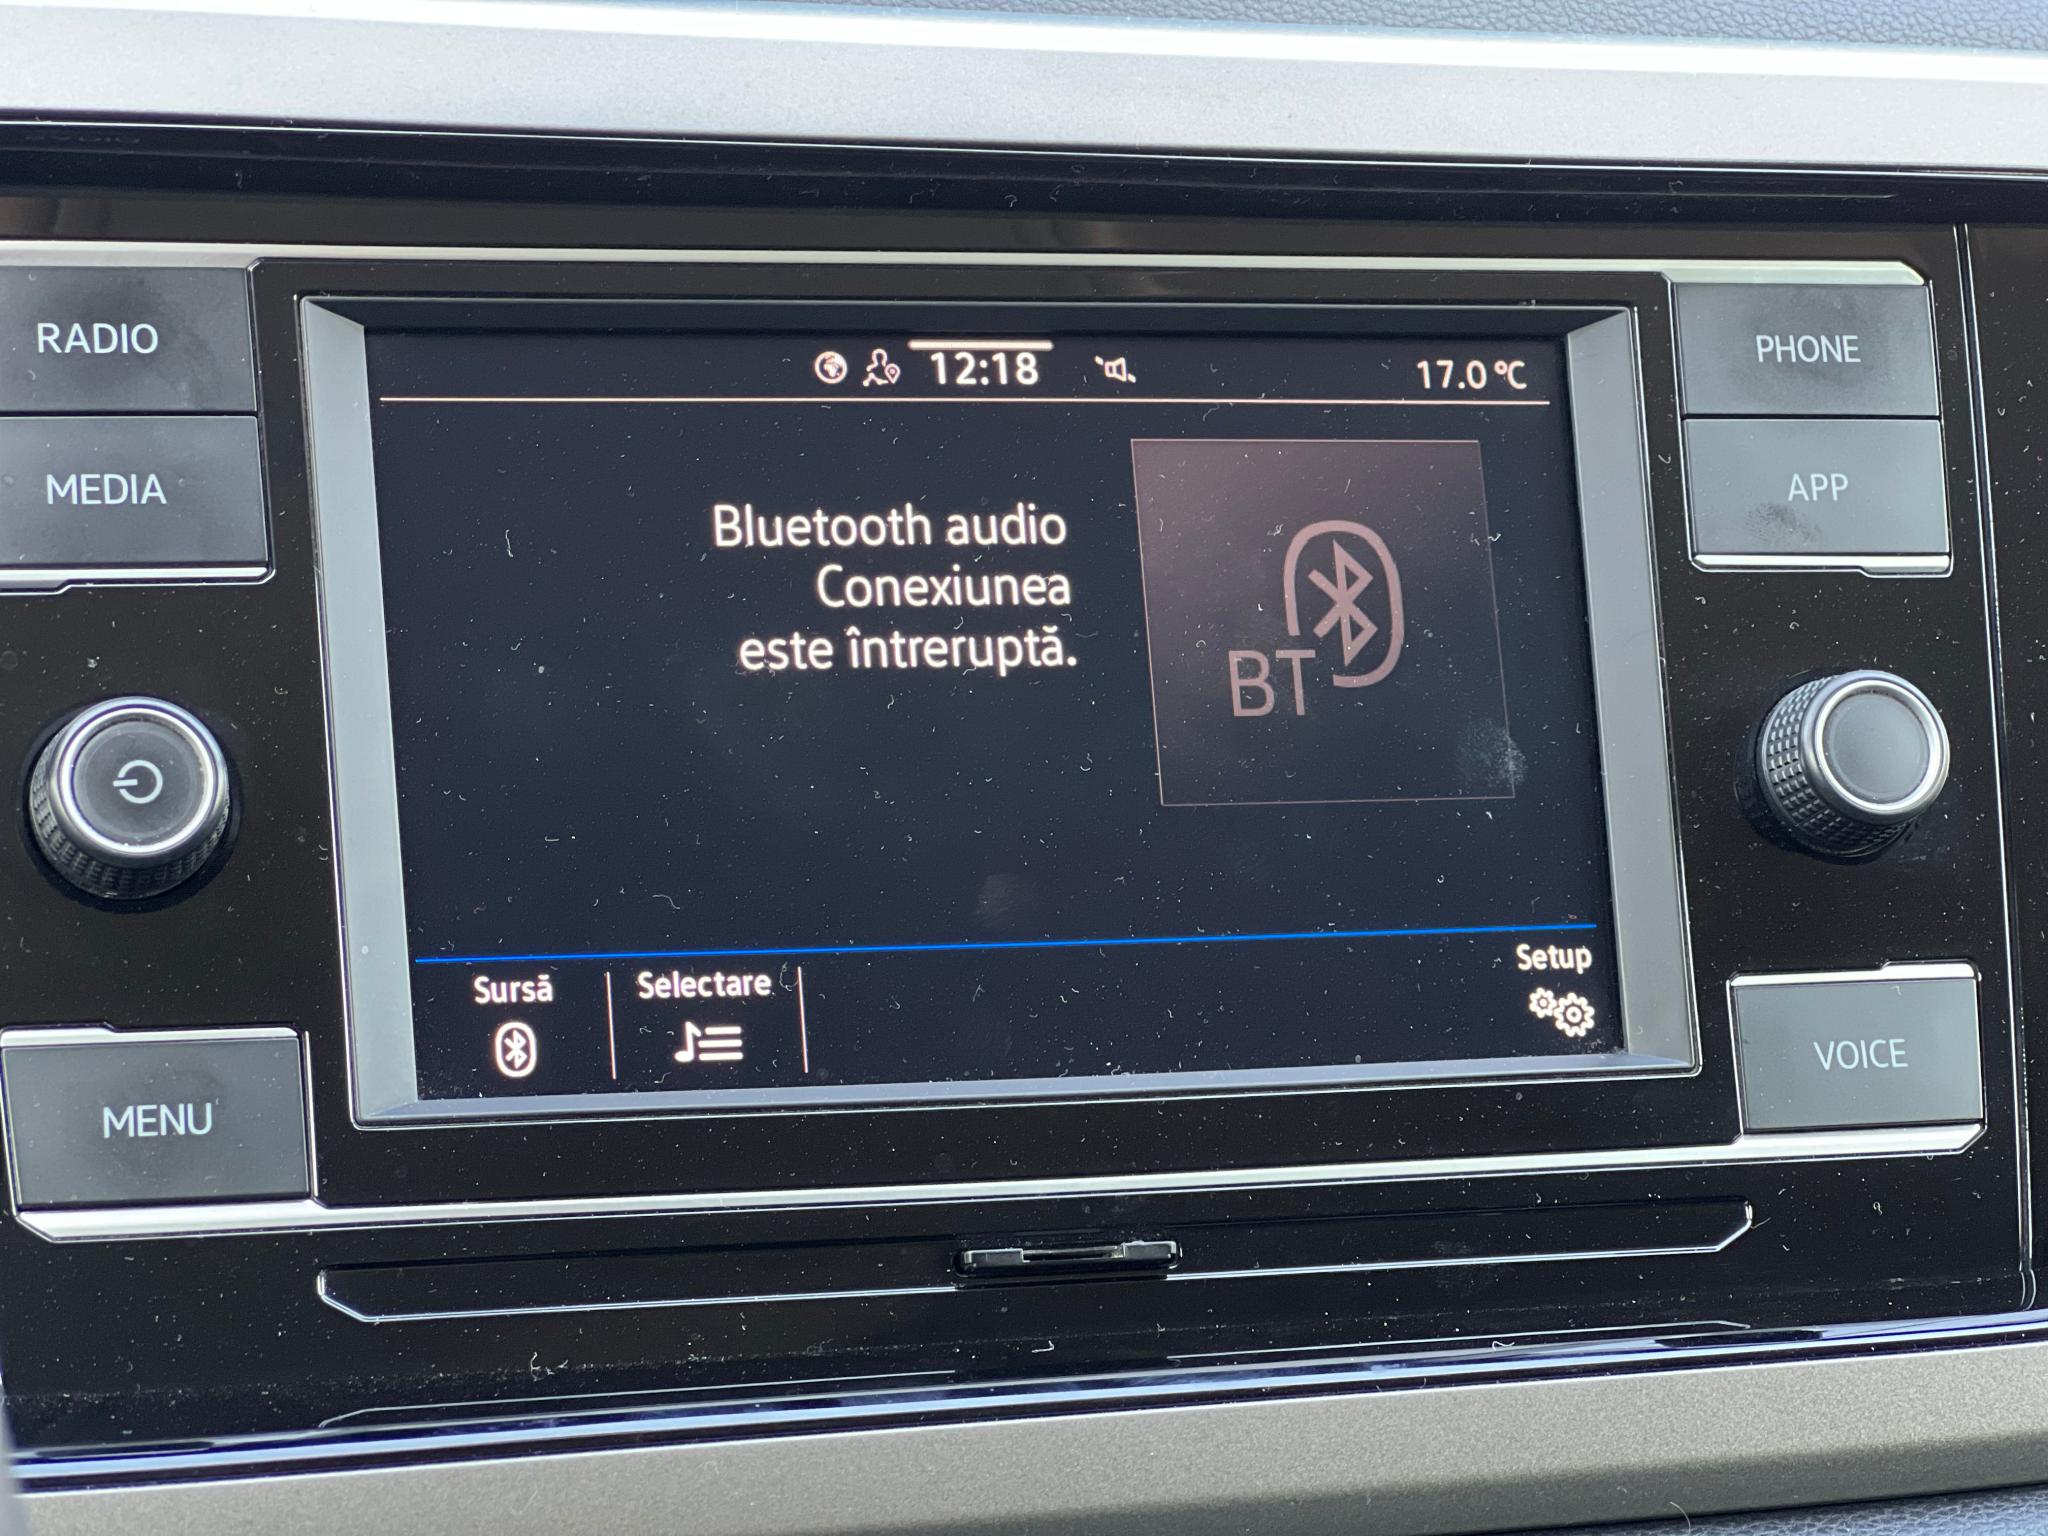 RADIO
MEDIA
MENU
12:18
17.0 °C
Bluetooth audio
Conexiunea
este întreruptă.
BT
Sursă
Selectare
Setup
PHONE
APP
VOICE